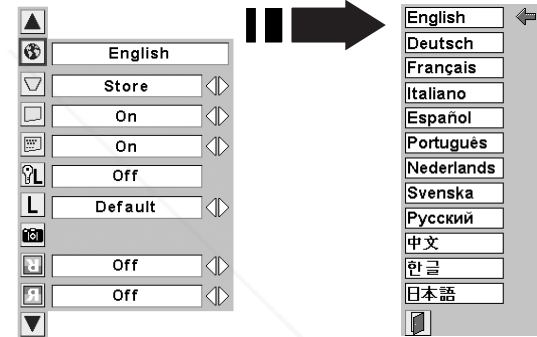 English
Store
On
On
L
Off
L
Default
R
Off
R
Off
English
Deutsch
Français
Italiano
Español
Português
Nederlands
Svenska
Русский
中文
한글
日本語